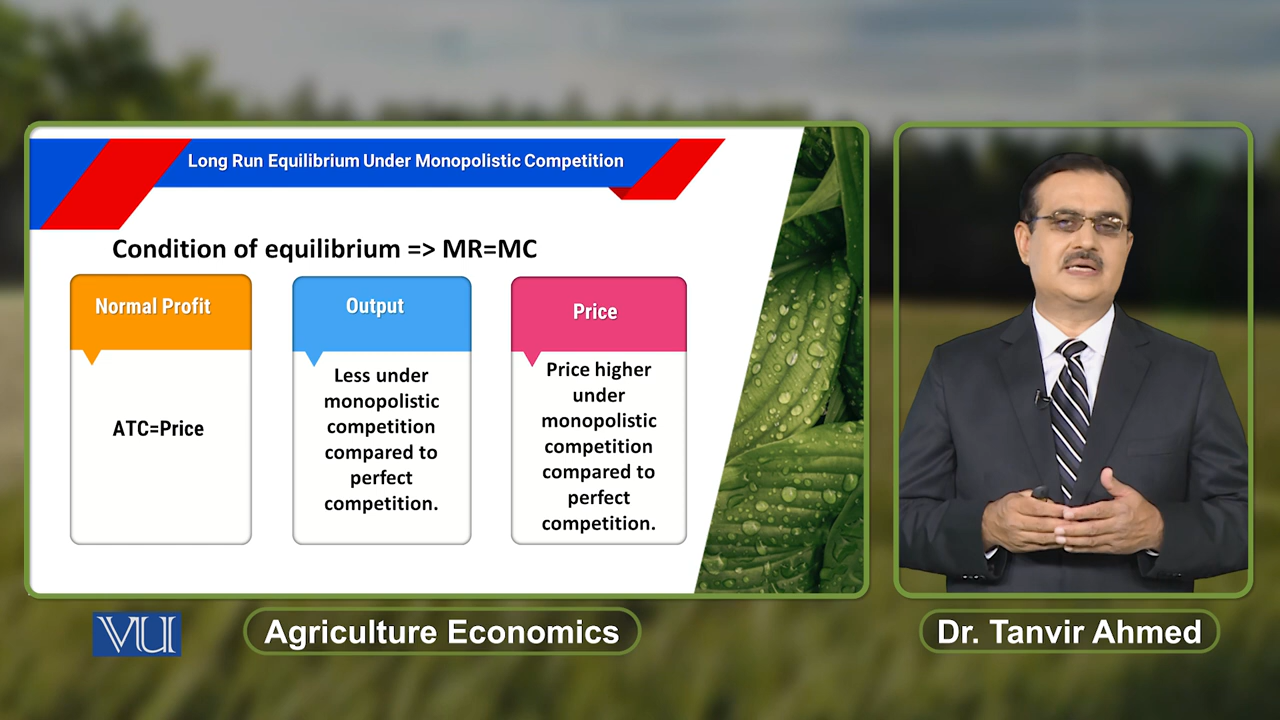 Long Run Equilibrium Under Monopolistic Competition
Condition of equilibrium => MR=MC
Normal Profit
ATC=Price
Output
Less under
monopolistic
competition
compared to
perfect
competition.
Price
Price higher
under
monopolistic
competition
compared to
perfect
competition.
VU
Agriculture Economics
Dr. Tanvir Ahmed